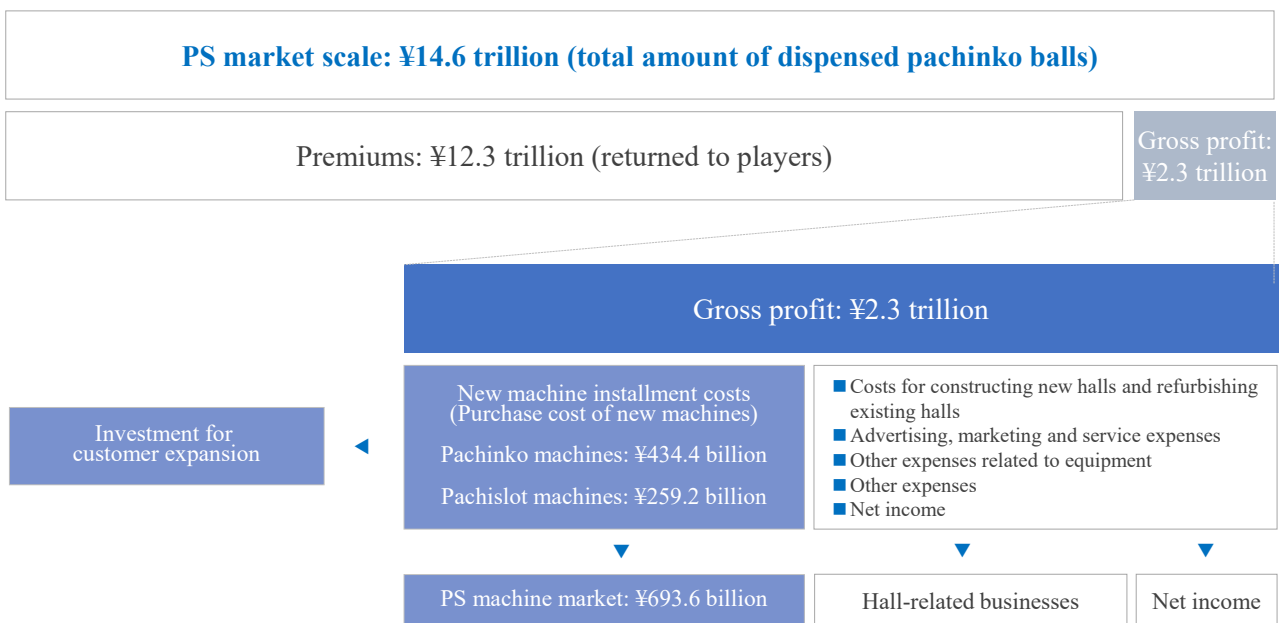 PS market scale: ¥14.6 trillion (total amount of dispensed pachinko balls)
Premiums: ¥12.3 trillion (returned to players)
Gross profit:
¥2.3 trillion
Gross profit: ¥2.3 trillion
Investment for
customer expansion
New machine installment costs
(Purchase cost of new machines)
Pachinko machines: ¥434.4 billion
Pachislot machines: ¥259.2 billion
Costs for constructing new halls and refurbishing
existing halls
Advertising, marketing and service expenses
Other expenses related to equipment
Other expenses
Net income
PS machine market: ¥693.6 billion
Hall-related businesses
Net income